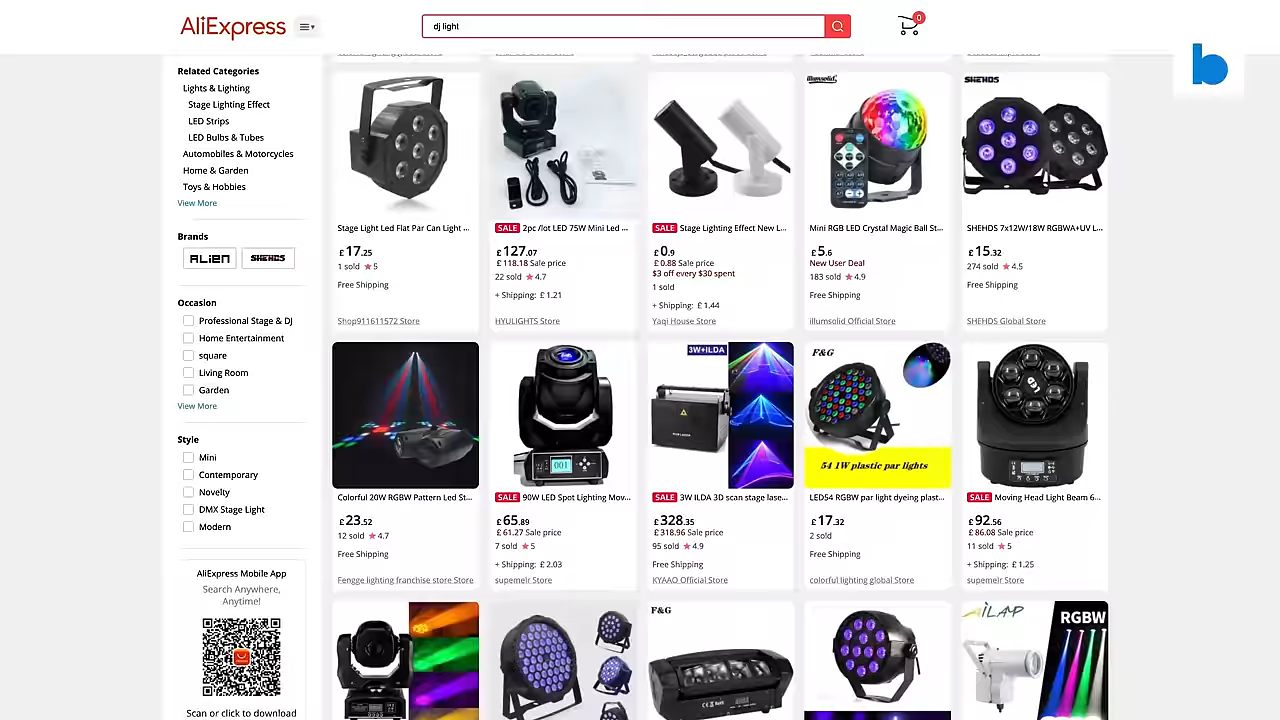 AliExpress
dj light
0
b
Related Categories
Lights & Lighting
Stage Lighting Effect
LED Strips
LED Bulbs & Tubes
Automobiles & Motorcycles
Home & Garden
Toys & Hobbies
View More
Brands
ALIEN
SHEHDS
Occasion
Professional Stage & DJ
Home Entertainment
square
Living Room
Garden
View More
Style
Mini
Contemporary
Novelty
DMX Stage Light
Modern
AliExpress Mobile App
Search Anywhere,
Anytime!
Scan or click to download
Stage Light Led Flat Par Can Light ...
£17.25
1 sold ★5
Free Shipping
Shop911611572 Store
SALE 2pc /lot LED 75W Mini Led ...
£127.07
£118.18 Sale price
22 sold ★4.7
+ Shipping: £1.21
HYULIGHTS Store
SALE Stage Lighting Effect New L...
£0.9
£0.88 Sale price
$3 off every $30 spent
1 sold
+ Shipping: £1.44
Yaqi House Store
illumsolid
Mini RGB LED Crystal Magic Ball St...
£5.6
New User Deal
183 sold ★4.9
Free Shipping
illumsolid Official Store
SHEHDS
SHEHDS 7x12W/18W RGBWA+UV L...
£15.32
274 sold ★4.5
Free Shipping
SHEHDS Global Store
Colorful 20W RGBW Pattern Led St...
£23.52
12 sold ★4.7
Free Shipping
Fengge lighting franchise store Store
001
SALE 90W LED Spot Lighting Mov...
£65.89
£61.27 Sale price
7 sold ★5
+ Shipping: £2.03
supemeir Store
3W+ILDA
SALE 3W ILDA 3D scan stage lase...
£328.35
£318.96 Sale price
95 sold ★4.9
Free Shipping
KYAAO Official Store
F&G
54 1W plastic par lights
LED54 RGBW par light dyeing plast...
£17.32
2 sold
Free Shipping
colorful lighting global Store
SALE Moving Head Light Beam 6...
£92.56
£86.08 Sale price
11 sold ★5
+ Shipping: £1.25
supemeir Store
F&G
AiLAP
RGBW